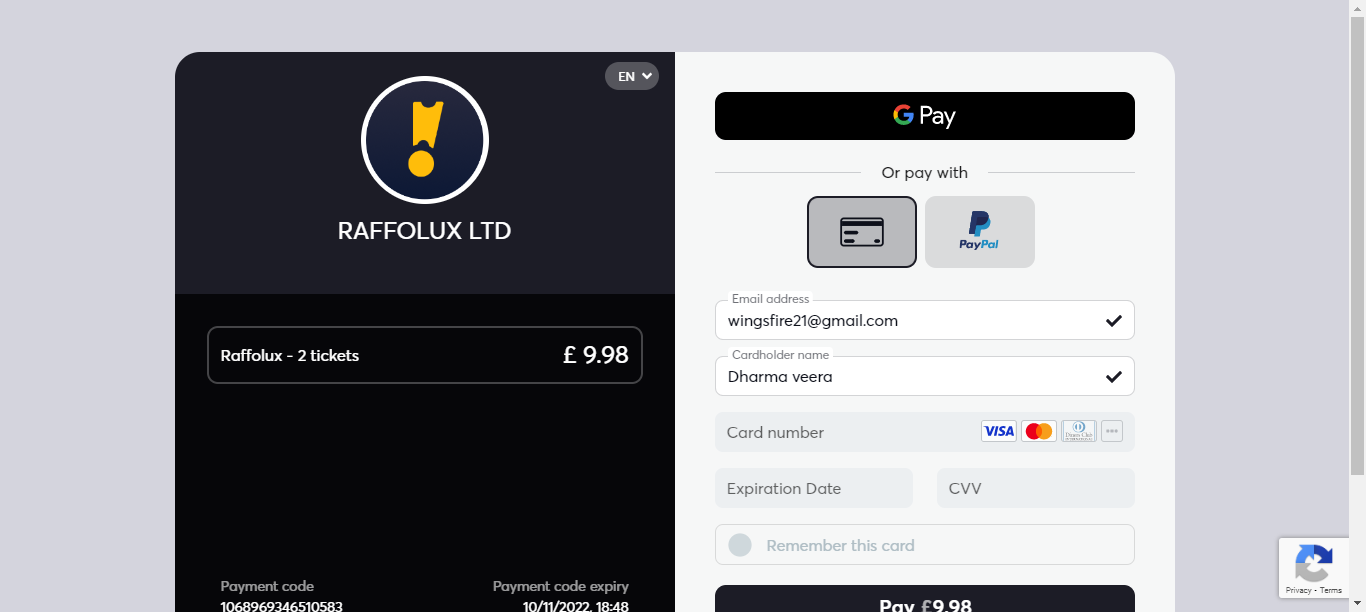 EN
RAFFOLUX LTD
Raffolux - 2 tickets £ 9.98
Payment code Payment code expiry
1068969346510583 10/11/2022, 18:48
G Pay
Or pay with
PayPal
Email address
wingsfire21@gmail.com
Cardholder name
Dharma veera
Card number VISA
Expiration Date CVV
Remember this card
Pay £9.98
Privacy - Terms